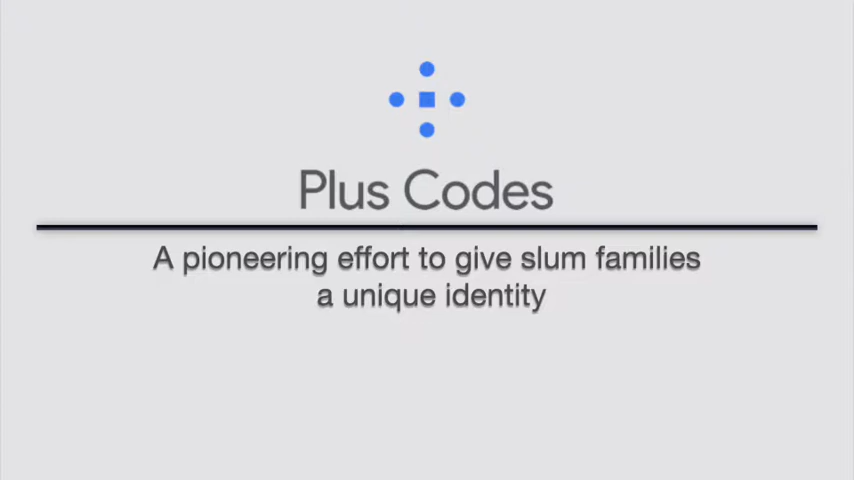 Plus Codes
A pioneering effort to give slum families
a unique identity